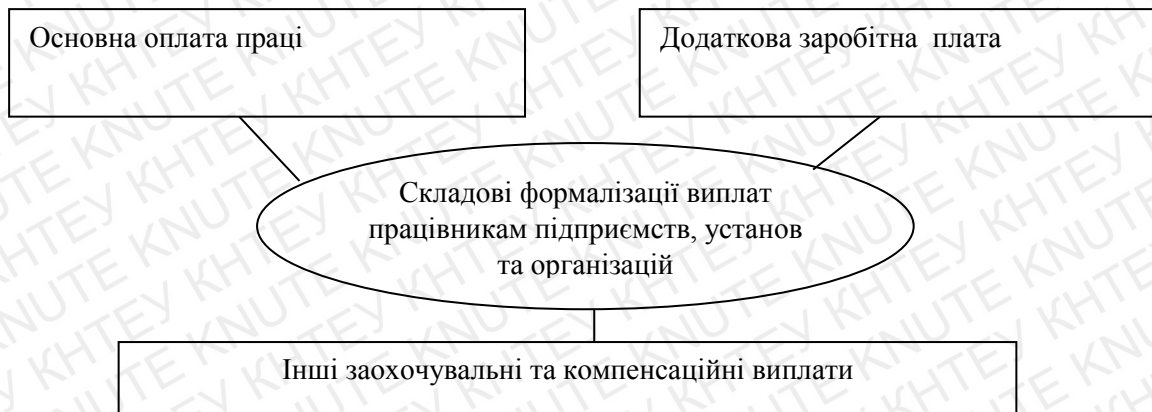 Основна оплата праці
Додаткова заробітна плата
Складові формалізації виплат
працівникам підприємств, установ
та організацій
Інші заохочувальні та компенсаційні виплати